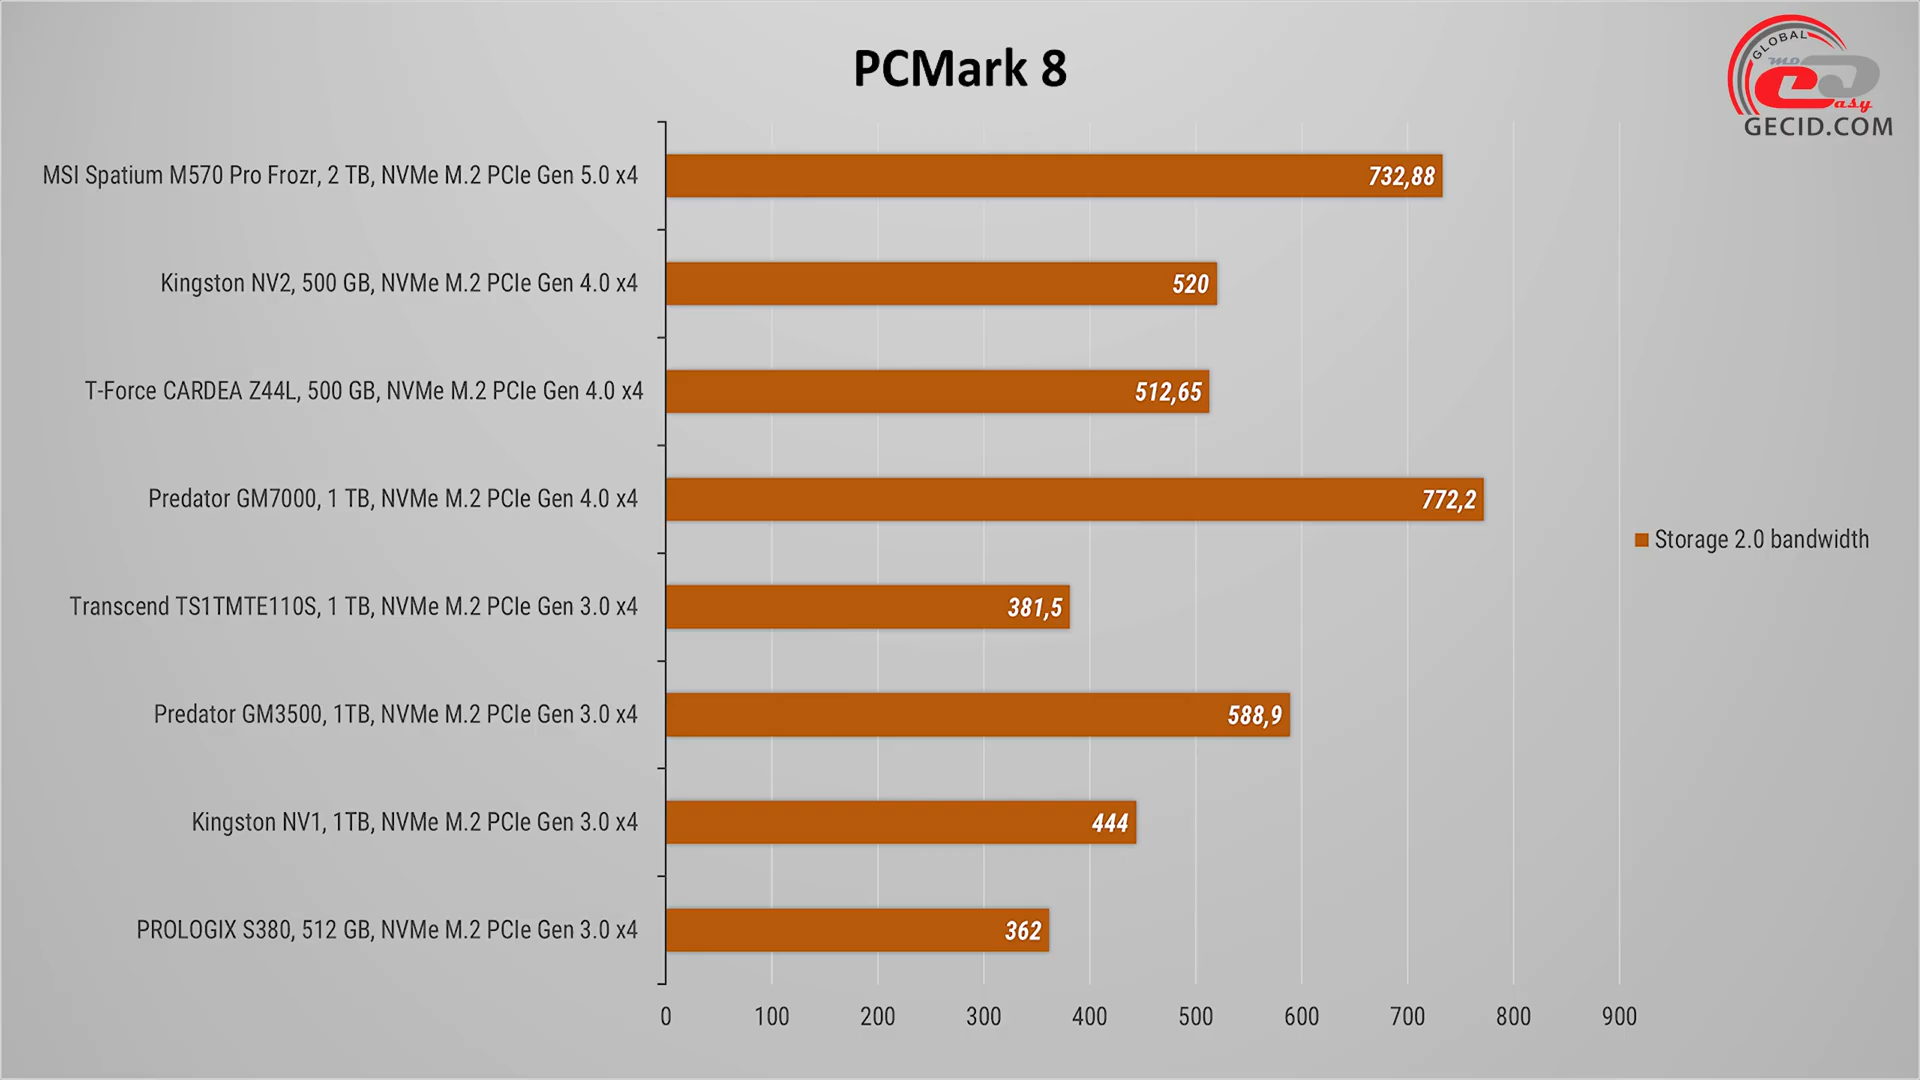 PCMark 8
GLOBAL
MO
easy
GECID.COM
MSI Spatium M570 Pro Frozr, 2 TB, NVMe M.2 PCIe Gen 5.0 x4
732,88
Kingston NV2, 500 GB, NVMe M.2 PCIe Gen 4.0 x4
520
T-Force CARDEA Z44L, 500 GB, NVMe M.2 PCIe Gen 4.0 x4
512,65
Predator GM7000, 1 TB, NVMe M.2 PCIe Gen 4.0 x4
772,2
Storage 2.0 bandwidth
Transcend TS1TMTE110S, 1 TB, NVMe M.2 PCIe Gen 3.0 x4
381,5
Predator GM3500, 1TB, NVMe M.2 PCIe Gen 3.0 x4
588,9
Kingston NV1, 1TB, NVMe M.2 PCIe Gen 3.0 x4
444
PROLOGIX S380, 512 GB, NVMe M.2 PCIe Gen 3.0 x4
362
0 100 200 300 400 500 600 700 800 900